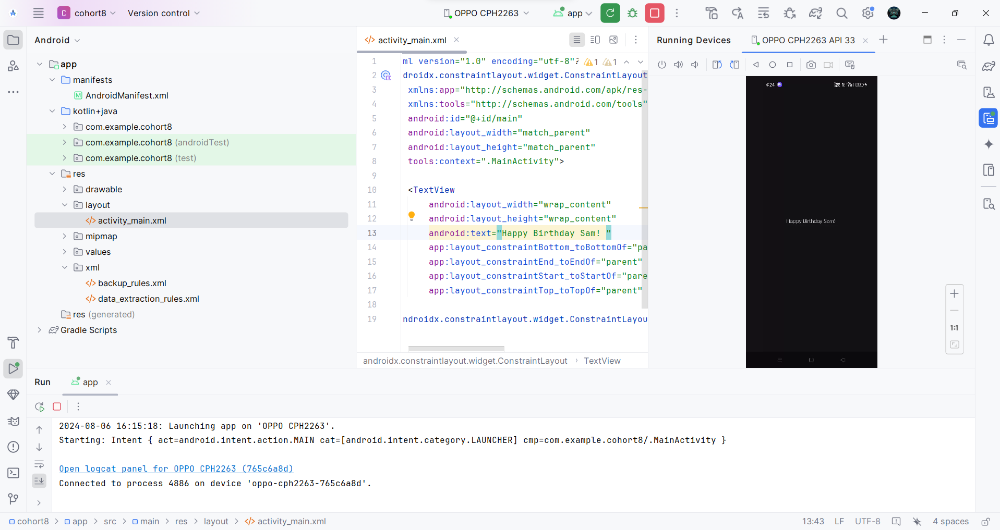 C cohort8 Version control OPPO CPH2263 app
Android
app
manifests
M AndroidManifest.xml
kotlin+java
com.example.cohort8
com.example.cohort8 (androidTest)
com.example.cohort8 (test)
res
drawable
layout
</> activity_main.xml
mipmap
values
xml
</> backup_rules.xml
</> data_extraction_rules.xml
res (generated)
Gradle Scripts
</> activity_main.xml
1 ml version="1.0" encoding="utf-8"? 1 1
2 droidx.constraintlayout.widget.ConstraintLayout
3 xmlns:app="http://schemas.android.com/apk/res-
4 xmlns:tools="http://schemas.android.com/tools"
5 android:id="@+id/main"
6 android:layout_width="match_parent"
7 android:layout_height="match_parent"
8 tools:context=".MainActivity">
9
10 <TextView
11 android:layout_width="wrap_content"
12 android:layout_height="wrap_content"
13 android:text="Happy Birthday Sam! "
14 app:layout_constraintBottom_toBottomOf="pa
15 app:layout_constraintEnd_toEndOf="parent"
16 app:layout_constraintStart_toStartOf="pare
17 app:layout_constraintTop_toTopOf="parent"
18
19 ndroidx.constraintlayout.widget.ConstraintLayou
androidx.constraintlayout.widget.ConstraintLayout › TextView
Running Devices OPPO CPH2263 API 33
4:24
Happy Birthday Sam!
1:1
Run app
2024-08-06 16:15:18: Launching app on 'OPPO CPH2263'.
Starting: Intent { act=android.intent.action.MAIN cat=[android.intent.category.LAUNCHER] cmp=com.example.cohort8/.MainActivity }
Open logcat panel for OPPO CPH2263 (765c6a8d)
Connected to process 4886 on device 'oppo-cph2263-765c6a8d'.
cohort8 > app > src > main > res > layout > </> activity_main.xml 13:43 LF UTF-8 4 spaces